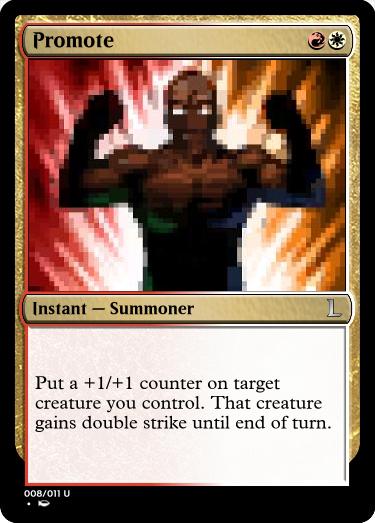 Promote
Instant — Summoner
L
Put a +1/+1 counter on target
creature you control. That creature
gains double strike until end of turn.
008/011 U